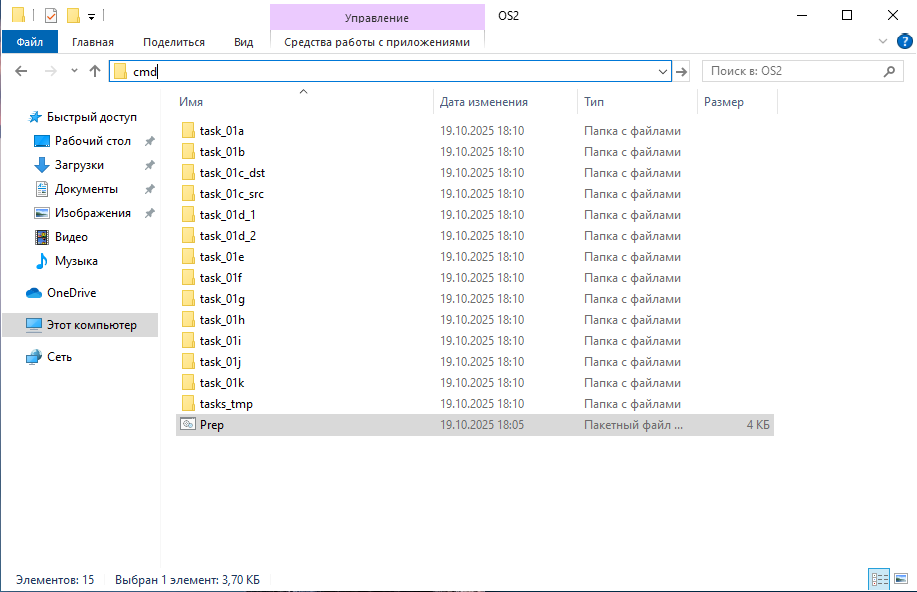 Управление
OS2
Файл
Главная
Поделиться
Вид
Средства работы с приложениями
?
cmd
Поиск в: OS2
Имя
Дата изменения
Тип
Размер
Быстрый доступ
Рабочий стол
Загрузки
Документы
Изображения
Видео
Музыка
OneDrive
Этот компьютер
Сеть
task_01a 19.10.2025 18:10 Папка с файлами
task_01b 19.10.2025 18:10 Папка с файлами
task_01c_dst 19.10.2025 18:10 Папка с файлами
task_01c_src 19.10.2025 18:10 Папка с файлами
task_01d_1 19.10.2025 18:10 Папка с файлами
task_01d_2 19.10.2025 18:10 Папка с файлами
task_01e 19.10.2025 18:10 Папка с файлами
task_01f 19.10.2025 18:10 Папка с файлами
task_01g 19.10.2025 18:10 Папка с файлами
task_01h 19.10.2025 18:10 Папка с файлами
task_01i 19.10.2025 18:10 Папка с файлами
task_01j 19.10.2025 18:10 Папка с файлами
task_01k 19.10.2025 18:10 Папка с файлами
tasks_tmp 19.10.2025 18:10 Папка с файлами
Prep 19.10.2025 18:05 Пакетный файл ... 4 КБ
Элементов: 15
Выбран 1 элемент: 3,70 КБ